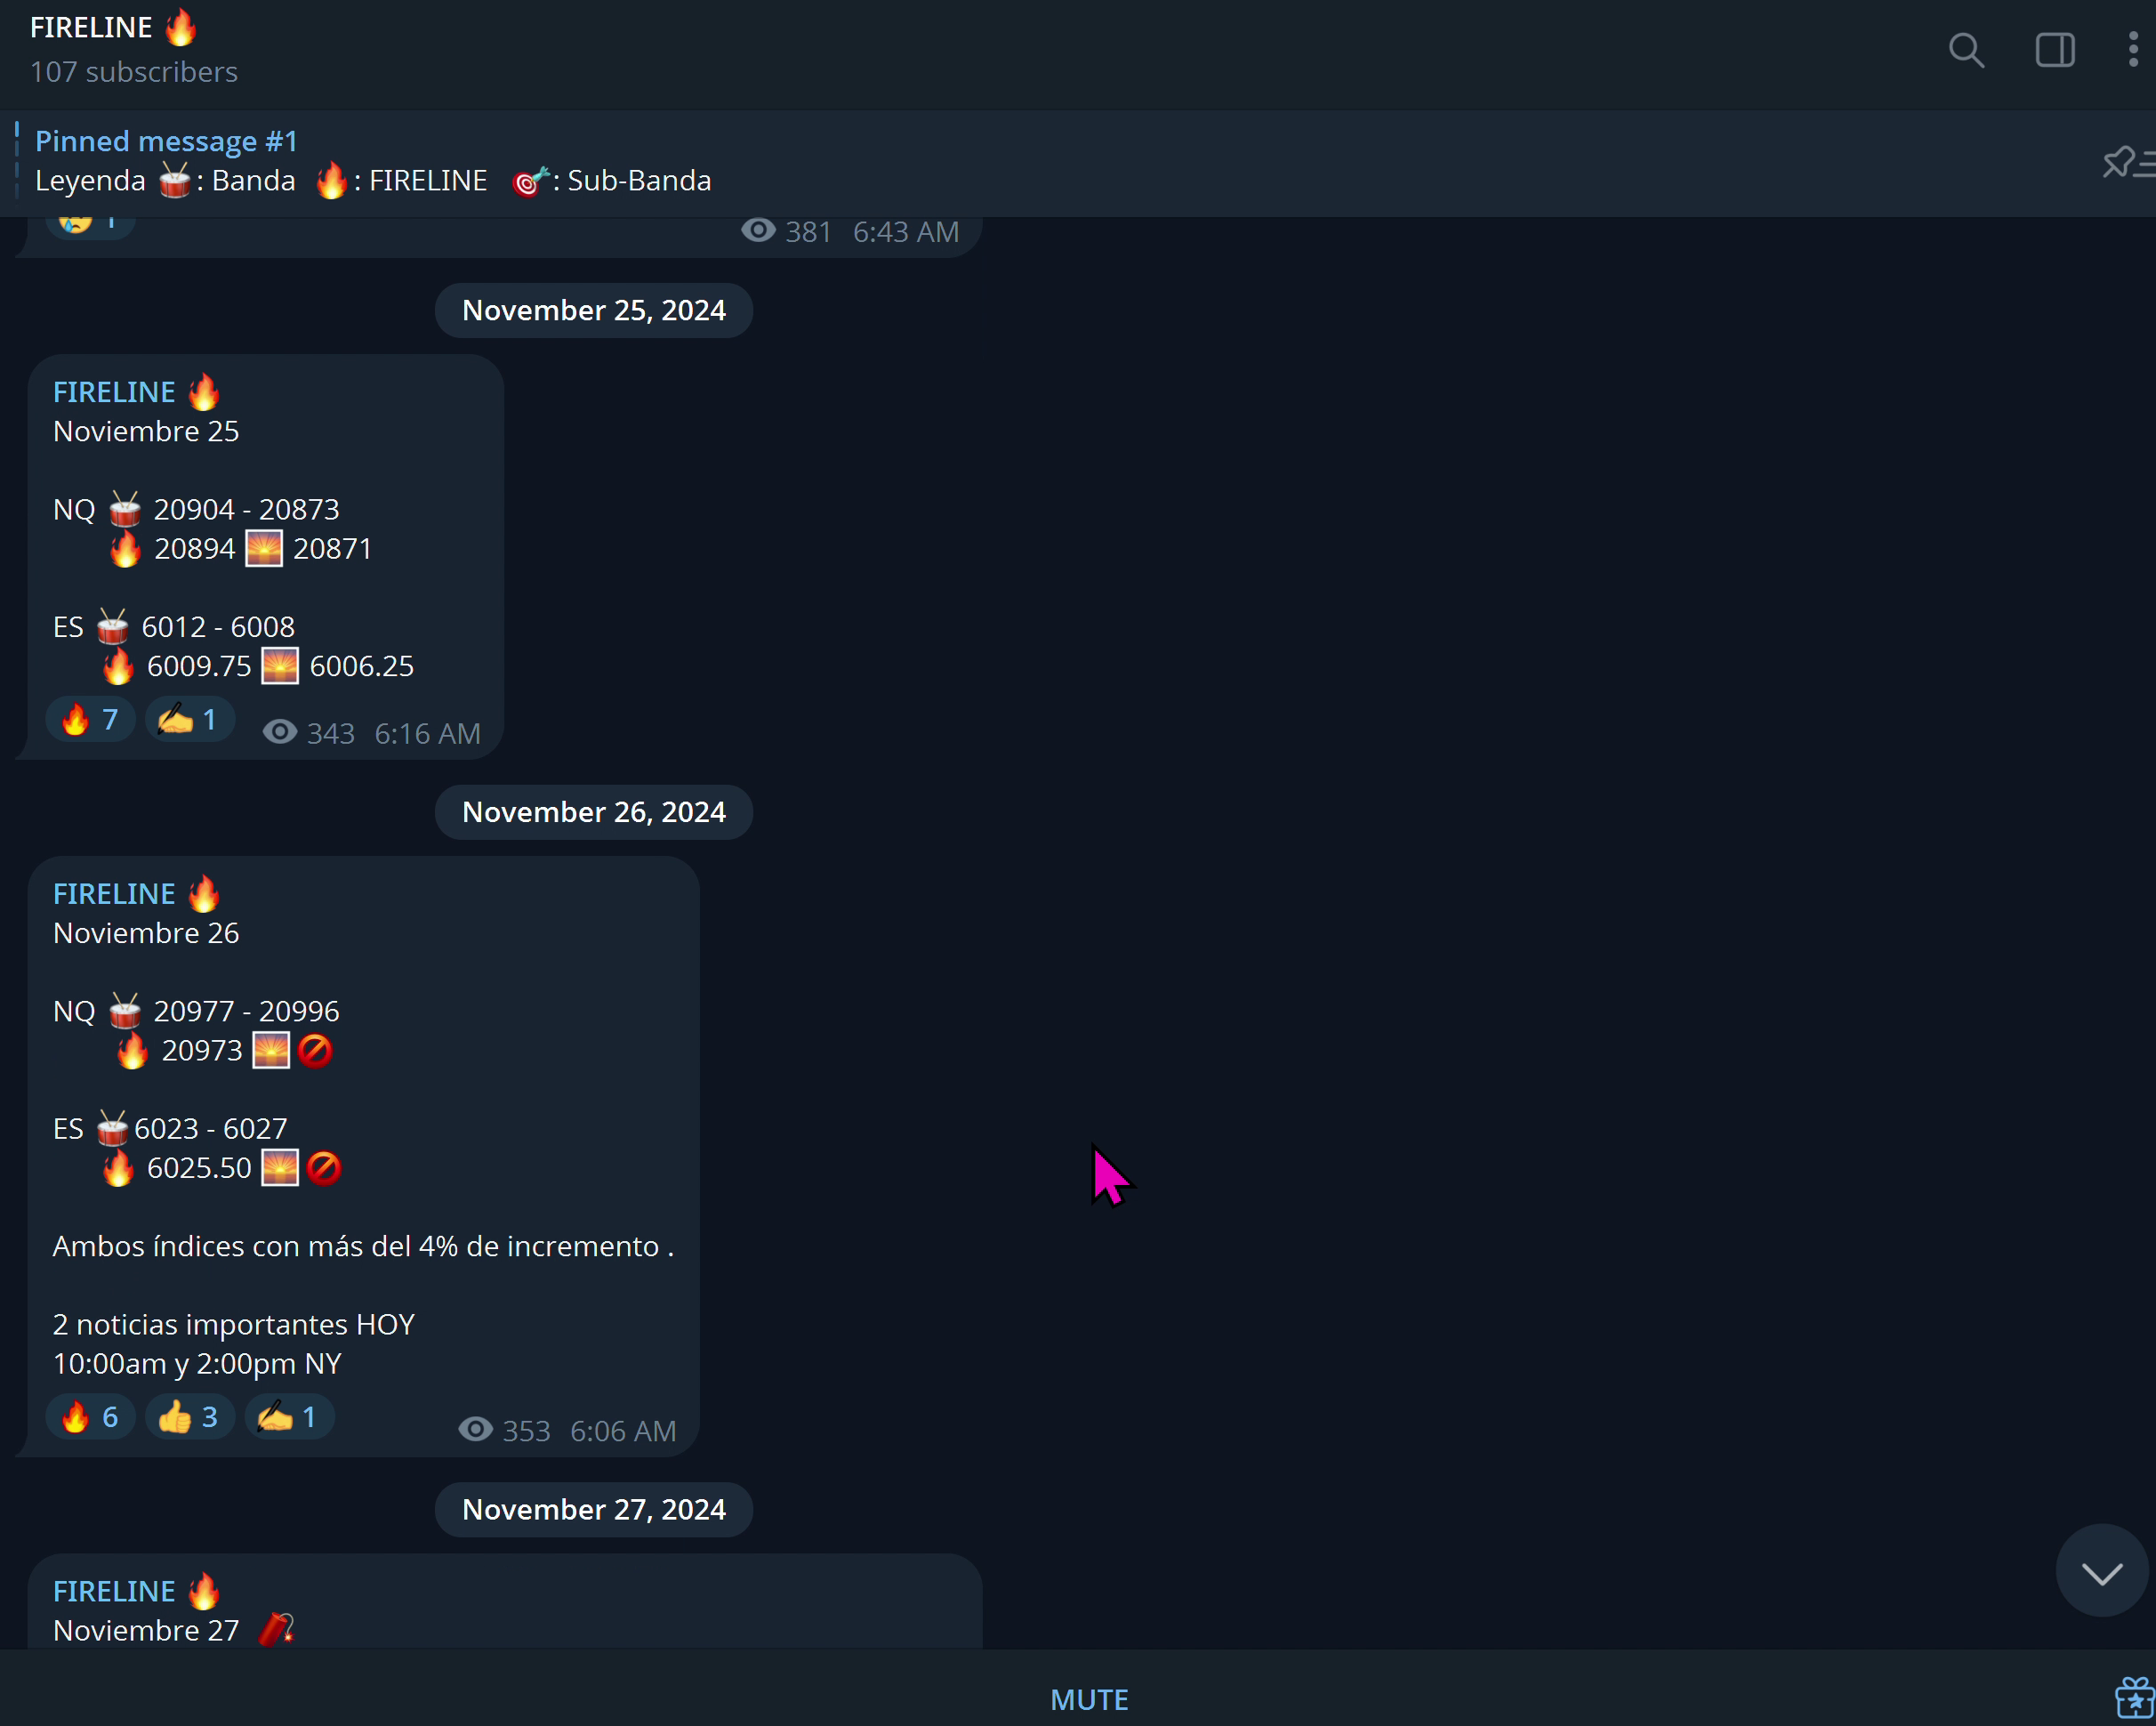 FIRELINE 🔥
107 subscribers
Pinned message #1
Leyenda 🥁: Banda 🔥: FIRELINE 🎯: Sub-Banda
😢 1
381 6:43 AM
November 25, 2024
FIRELINE 🔥
Noviembre 25
NQ 🥁 20904 - 20873
🔥 20894 🌅 20871
ES 🥁 6012 - 6008
🔥 6009.75 🌅 6006.25
🔥 7 ✍️ 1 343 6:16 AM
November 26, 2024
FIRELINE 🔥
Noviembre 26
NQ 🥁 20977 - 20996
🔥 20973 🌅 🚫
ES 🥁 6023 - 6027
🔥 6025.50 🌅 🚫
Ambos índices con más del 4% de incremento .
2 noticias importantes HOY
10:00am y 2:00pm NY
🔥 6 👍 3 ✍️ 1 353 6:06 AM
November 27, 2024
FIRELINE 🔥
Noviembre 27 🧨
MUTE